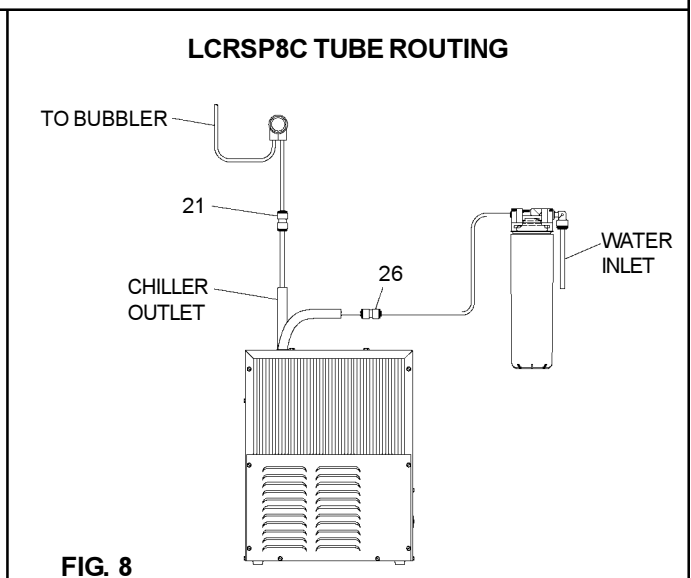 LCRSP8C TUBE ROUTING
TO BUBBLER
21
WATER
INLET
26
CHILLER
OUTLET
FIG. 8